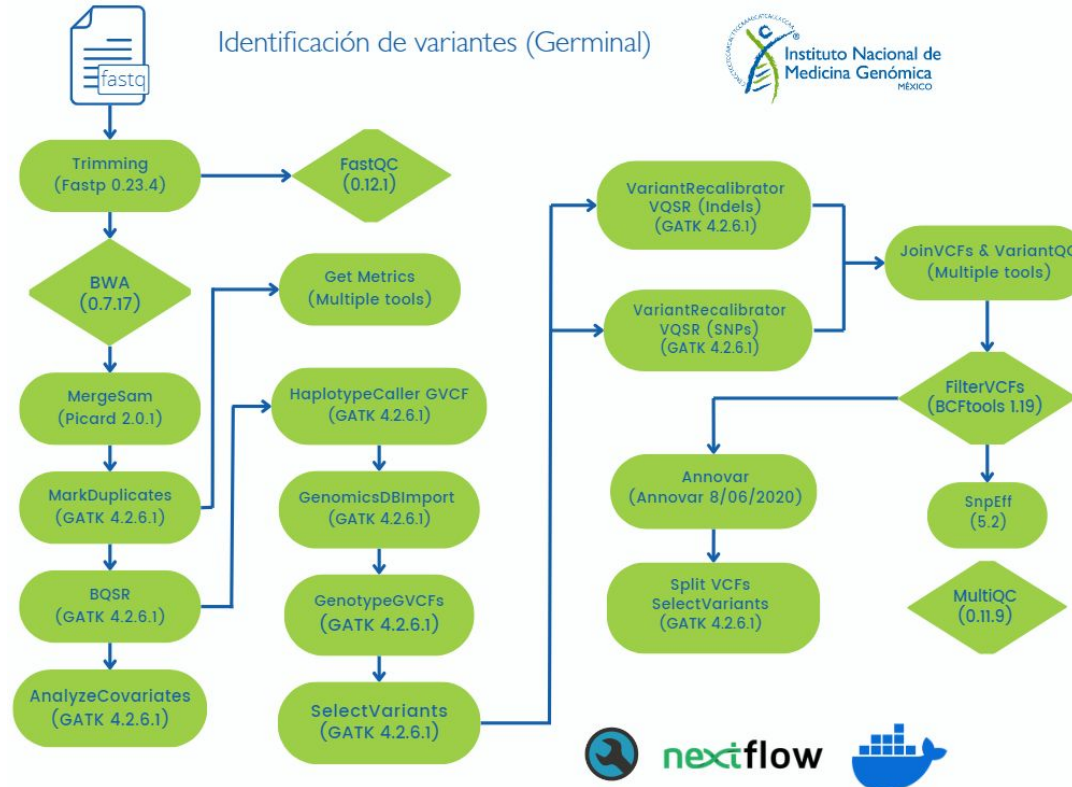 Identificación de variantes (Germinal)
Instituto Nacional de
Medicina Genómica
MÉXICO
fastq
Trimming
(Fastp 0.23.4)
FastQC
(0.12.1)
BWA
(0.7.17)
Get Metrics
(Multiple tools)
MergeSam
(Picard 2.0.1)
MarkDuplicates
(GATK 4.2.6.1)
BQSR
(GATK 4.2.6.1)
AnalyzeCovariates
(GATK 4.2.6.1)
HaplotypeCaller GVCF
(GATK 4.2.6.1)
GenomicsDBImport
(GATK 4.2.6.1)
GenotypeGVCFs
(GATK 4.2.6.1)
SelectVariants
(GATK 4.2.6.1)
VariantRecalibrator
VQSR (Indels)
(GATK 4.2.6.1)
VariantRecalibrator
VQSR (SNPs)
(GATK 4.2.6.1)
JoinVCFs & VariantQC
(Multiple tools)
FilterVCFs
(BCFtools 1.19)
Annovar
(Annovar 8/06/2020)
Split VCFs
SelectVariants
(GATK 4.2.6.1)
SnpEff
(5.2)
MultiQC
(0.11.9)
nextflow